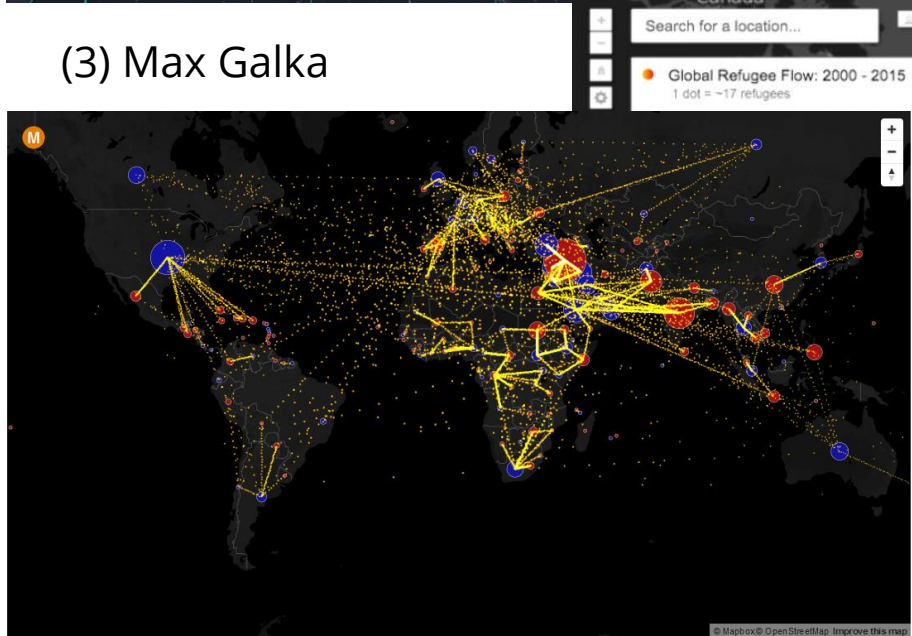 Canada
Search for a location...
(3) Max Galka
Global Refugee Flow: 2000 - 2015
1 dot = ~17 refugees
M
© Mapbox © OpenStreetMap Improve this map